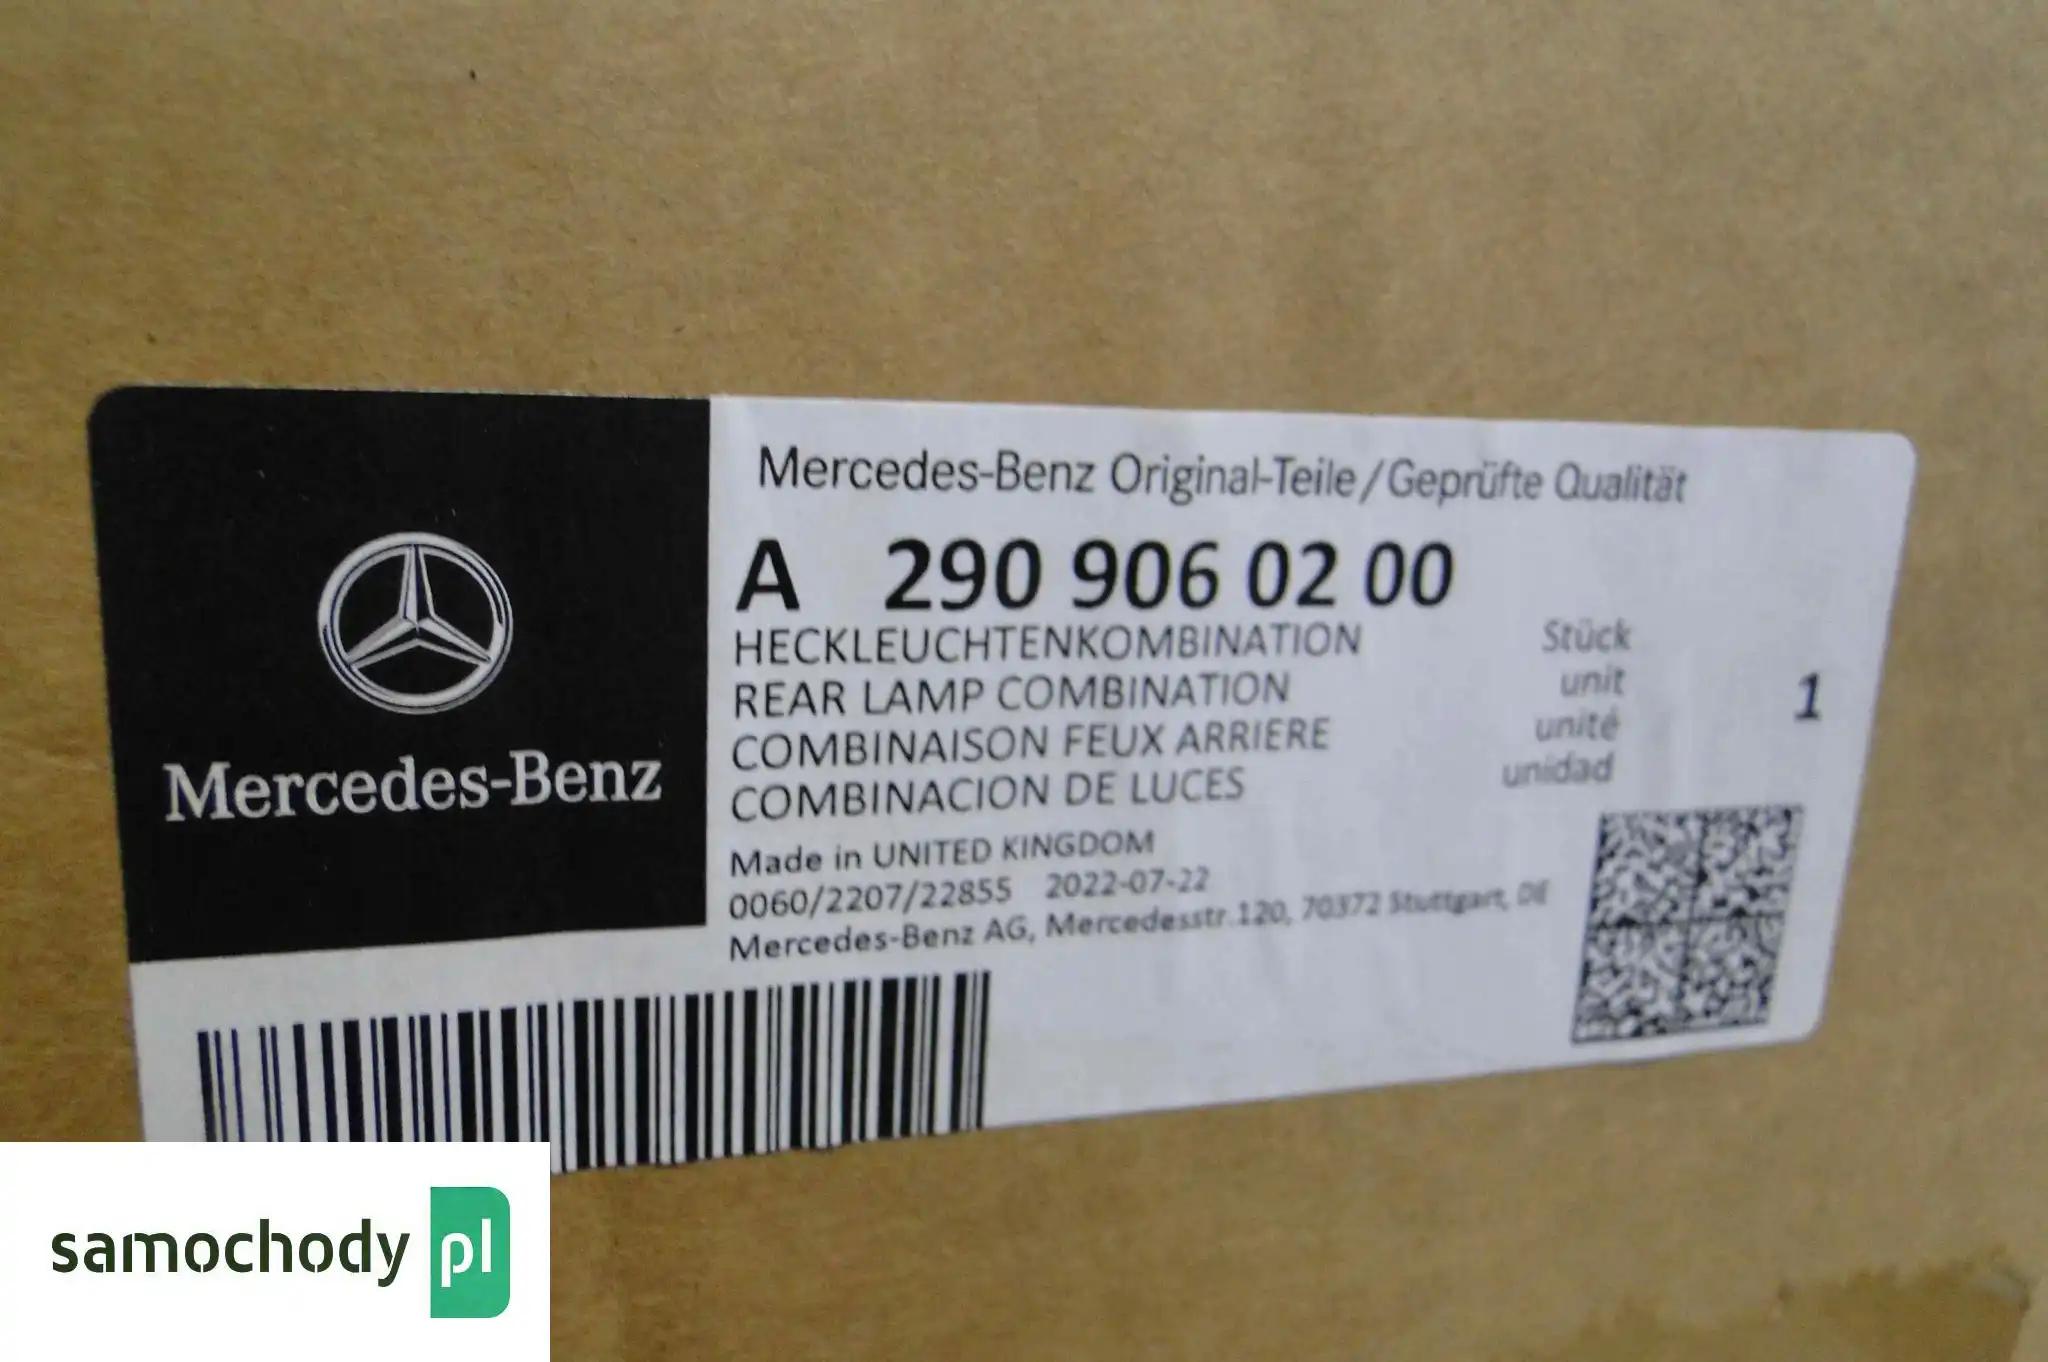 Mercedes-Benz
Mercedes-Benz Original-Teile/Geprüfte Qualität
A 290 906 02 00
HECKLEUCHTENKOMBINATION
REAR LAMP COMBINATION
COMBINAISON FEUX ARRIERE
COMBINACION DE LUCES
Stück
unit
unité
unidad
1
Made in UNITED KINGDOM
0060/2207/22855 2022-07-22
Mercedes-Benz AG, Mercedesstr.120, 70372 Stuttgart, DE
samochody pl